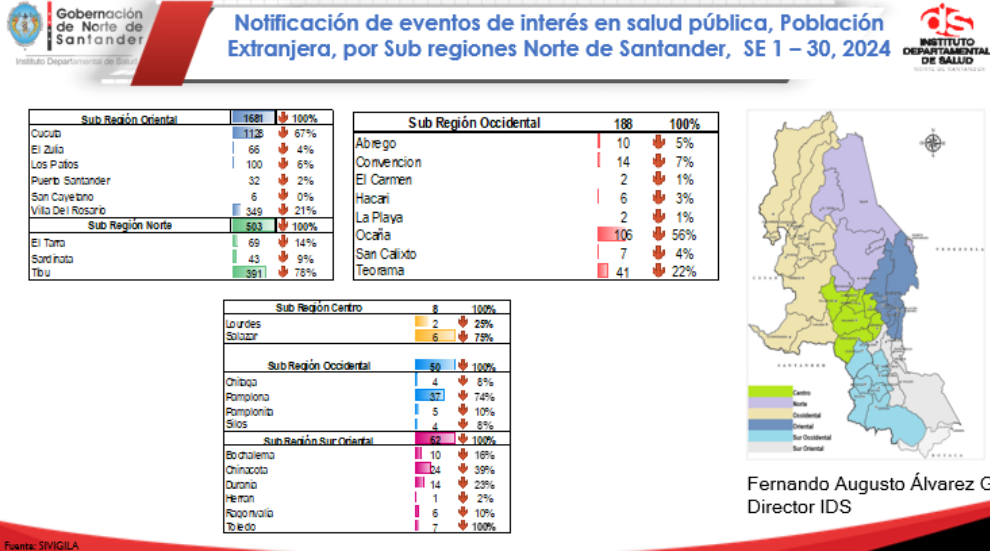 Gobernación
de Norte de
Santander
Instituto Departamental de Salud
Notificación de eventos de interés en salud pública, Población
Extranjera, por Sub regiones Norte de Santander, SE 1 – 30, 2024
INSTITUTO
DEPARTAMENTAL
DE SALUD
NORTE DE SANTANDER
Sub Región Oriental 1681 100%
Cucuta 1128 67%
El Zulia 66 4%
Los Patios 100 6%
Puerto Santander 32 2%
San Cayetano 6 0%
Villa Del Rosario 349 21%
Sub Región Norte 503 100%
El Tarra 69 14%
Sardinata 43 9%
Tibu 391 78%
Sub Región Occidental 188 100%
Abrego 10 5%
Convencion 14 7%
El Carmen 2 1%
Hacari 6 3%
La Playa 2 1%
Ocaña 106 56%
San Calixto 7 4%
Teorama 41 22%
Sub Región Centro 8 100%
Lourdes 2 25%
Salazar 6 75%
Sub Región Occidental 50 100%
Chitaga 4 8%
Pamplona 37 74%
Pamplonita 5 10%
Silos 4 8%
Sub Región Sur Oriental 62 100%
Bochalema 10 16%
Chinacota 24 39%
Durania 14 23%
Herran 1 2%
Ragonvalia 6 10%
Toledo 7 100%
VENEZUELA
CESAR
SANTANDER
BOYACA
Centro
Norte
Occidental
Oriental
Sur Occidental
Sur Oriental
Fernando Augusto Álvarez G
Director IDS
Fuente: SIVIGILA